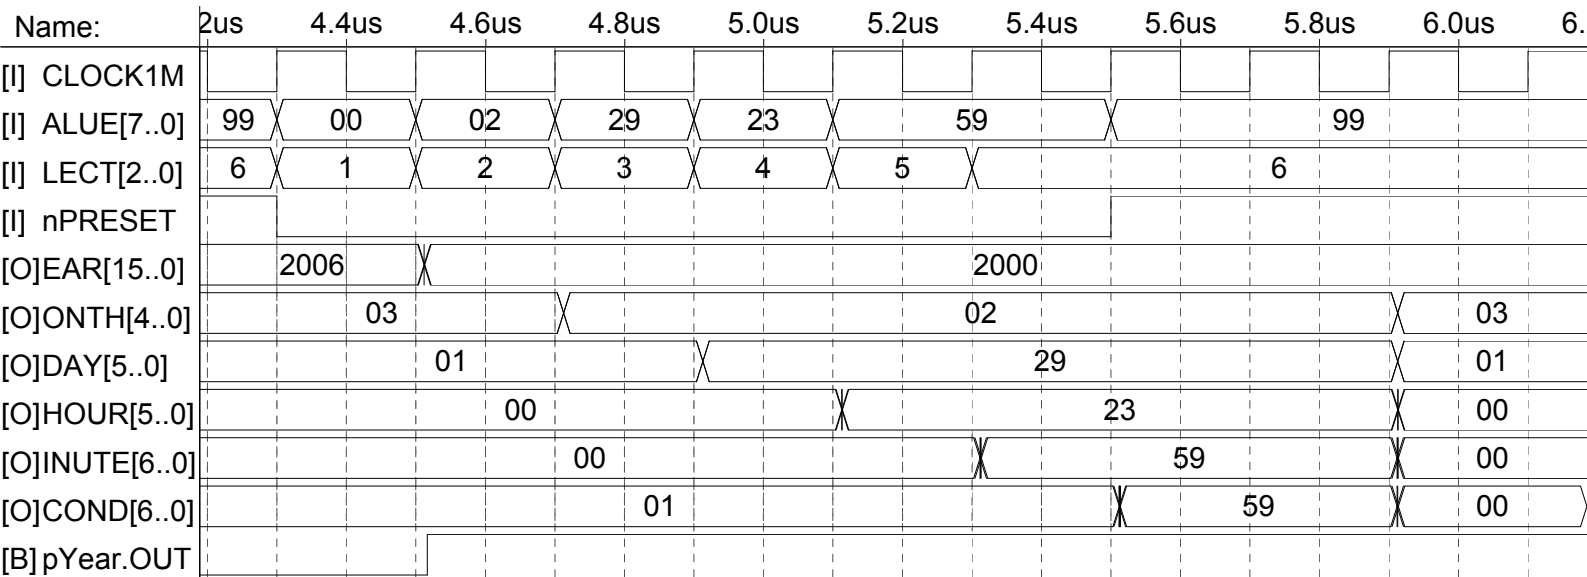 Name: 2us 4.4us 4.6us 4.8us 5.0us 5.2us 5.4us 5.6us 5.8us 6.0us 6.
[I] CLOCK1M
[I] ALUE[7..0] 99 00 02 29 23 59 99
[I] LECT[2..0] 6 1 2 3 4 5 6
[I] nPRESET
[O]EAR[15..0] 2006 2000
[O]ONTH[4..0] 03 02 03
[O]DAY[5..0] 01 29 01
[O]HOUR[5..0] 00 23 00
[O]INUTE[6..0] 00 59 00
[O]COND[6..0] 01 59 00
[B] pYear.OUT